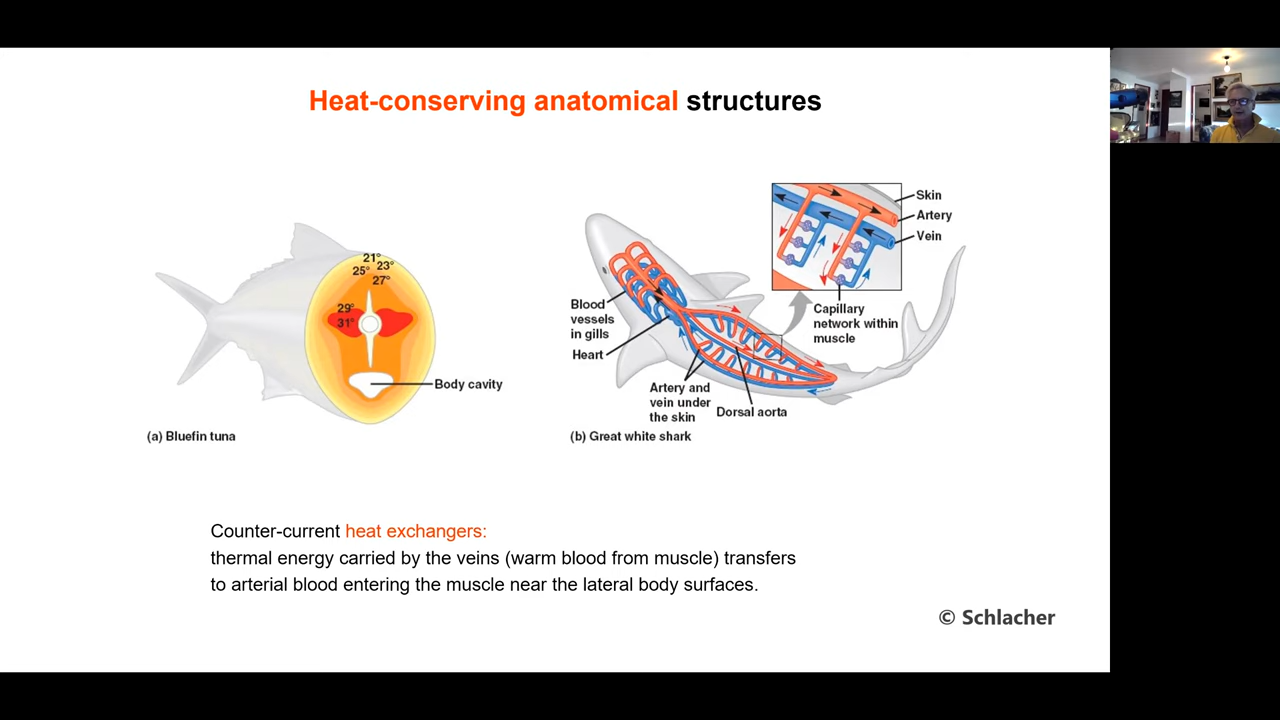 Heat-conserving anatomical structures
21°
25° 23°
27°
29°
31°
Body cavity
(a) Bluefin tuna
Skin
Artery
Vein
Blood
vessels
in gills
Heart
Capillary
network within
muscle
Artery and
vein under
the skin
Dorsal aorta
(b) Great white shark
Counter-current heat exchangers:
thermal energy carried by the veins (warm blood from muscle) transfers
to arterial blood entering the muscle near the lateral body surfaces.
© Schlacher